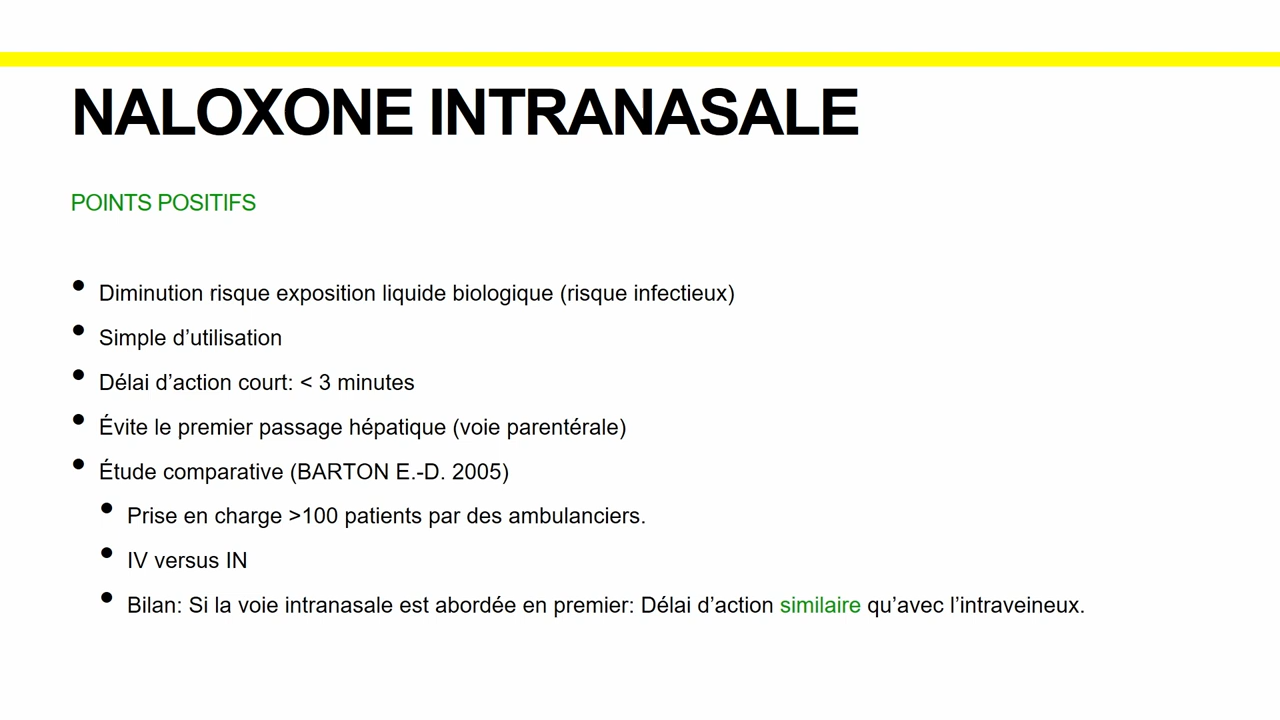 NALOXONE INTRANASALE
POINTS POSITIFS
• Diminution risque exposition liquide biologique (risque infectieux)
• Simple d’utilisation
• Délai d’action court: < 3 minutes
• Évite le premier passage hépatique (voie parentérale)
• Étude comparative (BARTON E.-D. 2005)
• Prise en charge >100 patients par des ambulanciers.
• IV versus IN
• Bilan: Si la voie intranasale est abordée en premier: Délai d’action similaire qu’avec l’intraveineux.